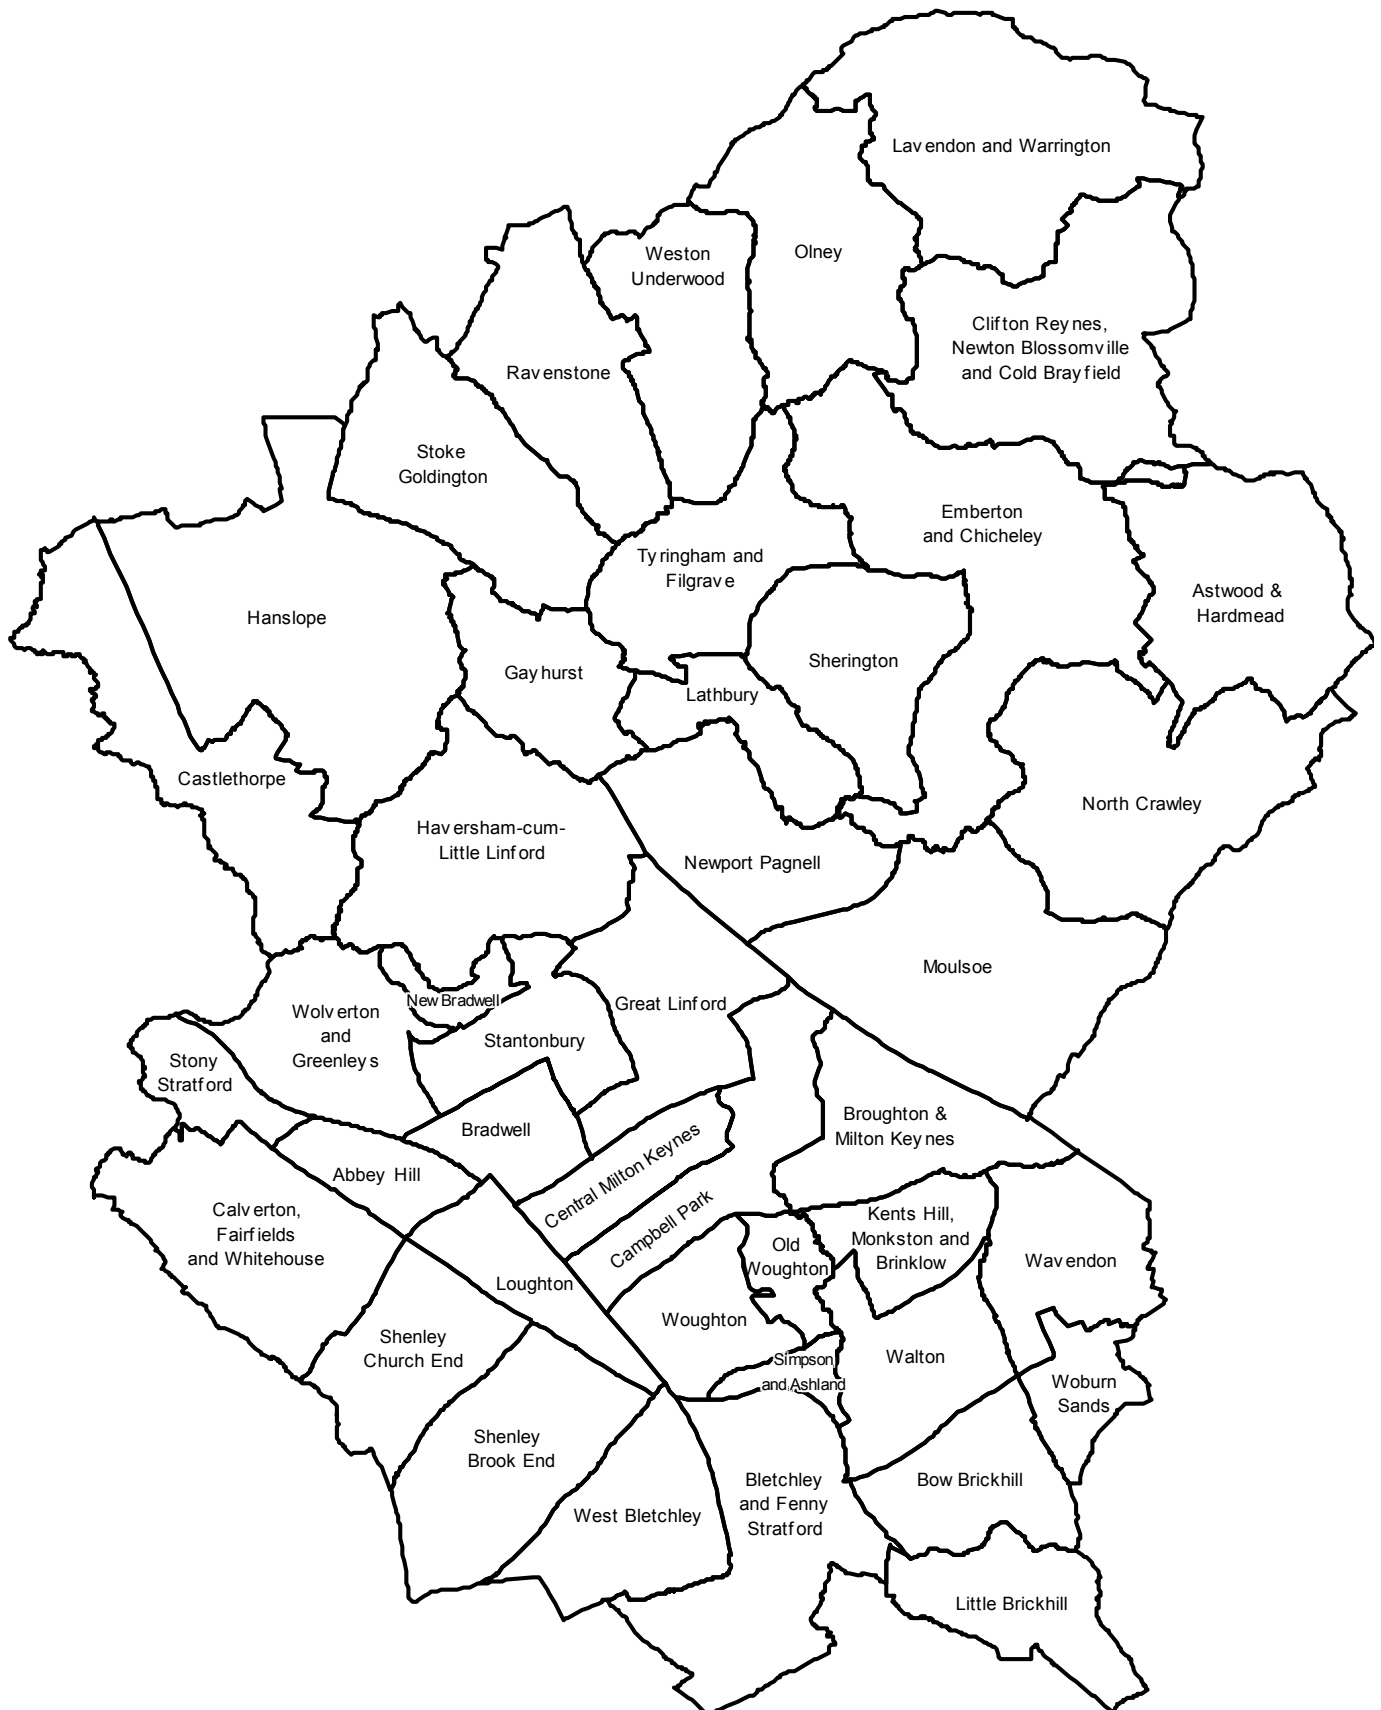 Lavendon and Warrington
Weston
Underwood
Olney
Clifton Reynes,
Newton Blossomville
and Cold Brayfield
Ravenstone
Stoke
Goldington
Emberton
and Chicheley
Tyringham and
Filgrave
Astwood &
Hardmead
Hanslope
Gayhurst
Sherington
Lathbury
Castlethorpe
North Crawley
Haversham-cum-
Little Linford
Newport Pagnell
Moulsoe
New Bradwell
Great Linford
Wolverton
and
Greenleys
Stantonbury
Stony
Stratford
Broughton &
Milton Keynes
Bradwell
Central Milton Keynes
Abbey Hill
Calverton,
Fairfields
and Whitehouse
Campbell Park
Kents Hill,
Monkston and
Brinklow
Old
Woughton
Wavendon
Loughton
Woughton
Shenley
Church End
Simpson
and Ashland
Walton
Woburn
Sands
Shenley
Brook End
Bletchley
and Fenny
Stratford
Bow Brickhill
West Bletchley
Little Brickhill